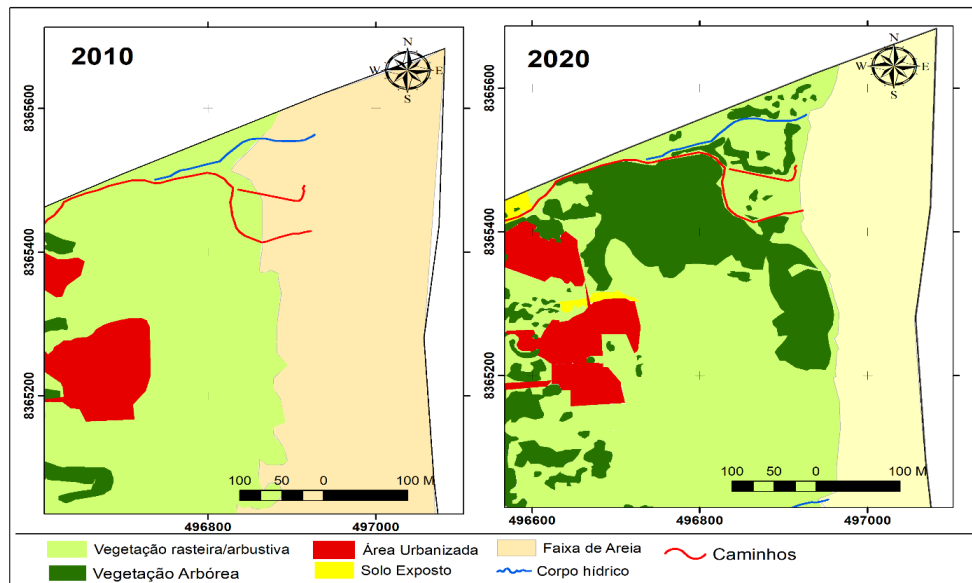 2010
N
W E
S
8365600
8365400
8365200
100 50 0 100 M
496800 497000
2020
N
W E
S
8365600
8365400
8365200
100 50 0 100 M
496600 496800 497000
Vegetação rasteira/arbustiva
Vegetação Arbórea
Área Urbanizada
Solo Exposto
Faixa de Areia
Corpo hídrico
Caminhos